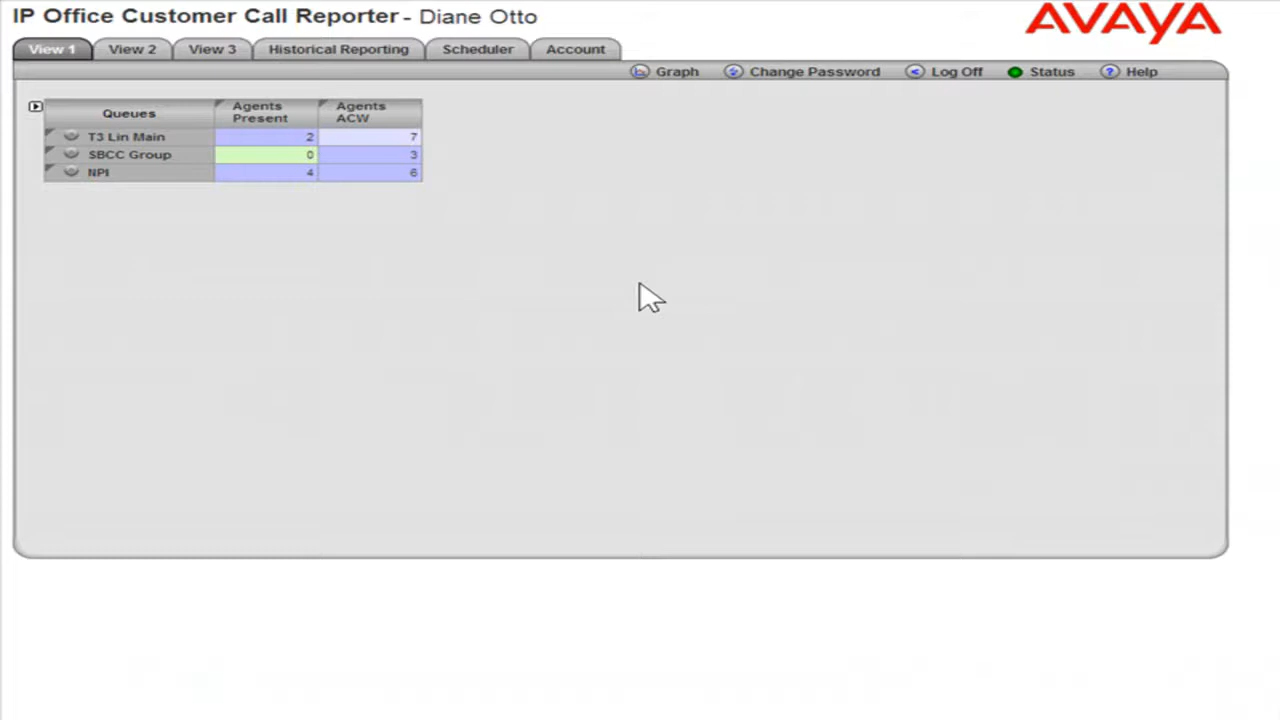 IP Office Customer Call Reporter - Diane Otto
AVAYA
View 1 View 2 View 3 Historical Reporting Scheduler Account
Graph Change Password Log Off Status ? Help
Queues Agents Present Agents ACW
T3 Lin Main 2 7
SBCC Group 0 3
NPI 4 6